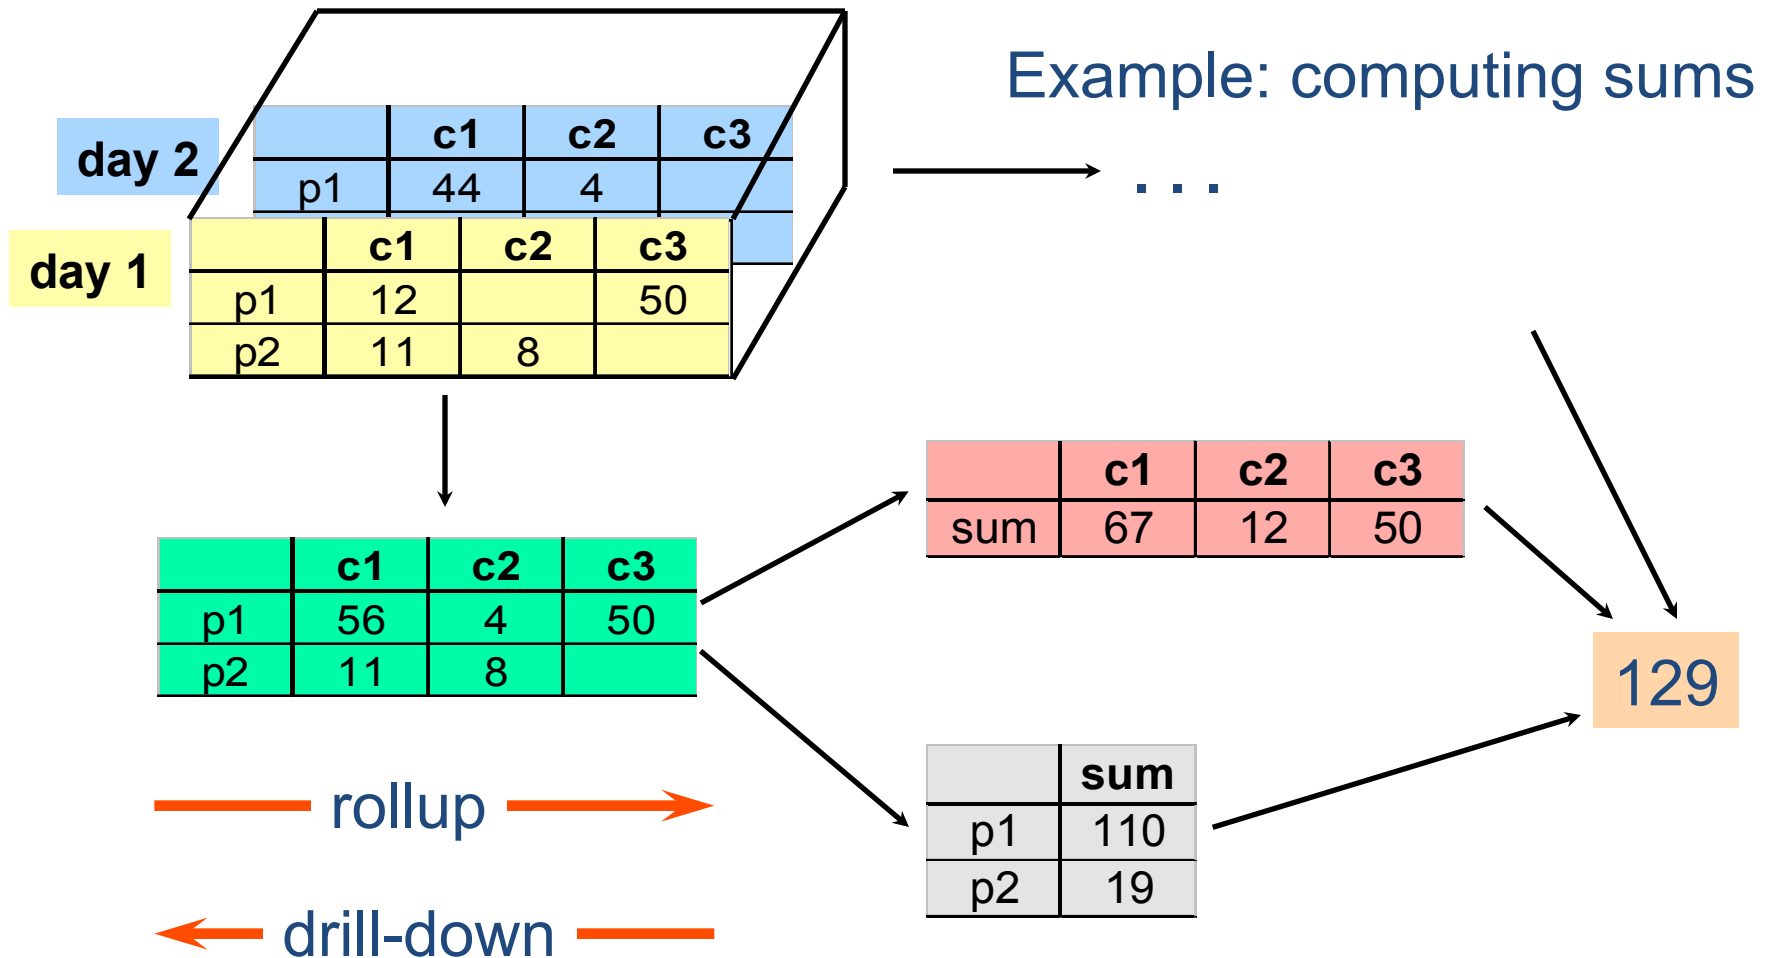 Example: computing sums
day 2
c1 c2 c3
p1 44 4
. . .
day 1
c1 c2 c3
p1 12 50
p2 11 8
c1 c2 c3
sum 67 12 50
c1 c2 c3
p1 56 4 50
p2 11 8
129
sum
p1 110
p2 19
rollup
drill-down